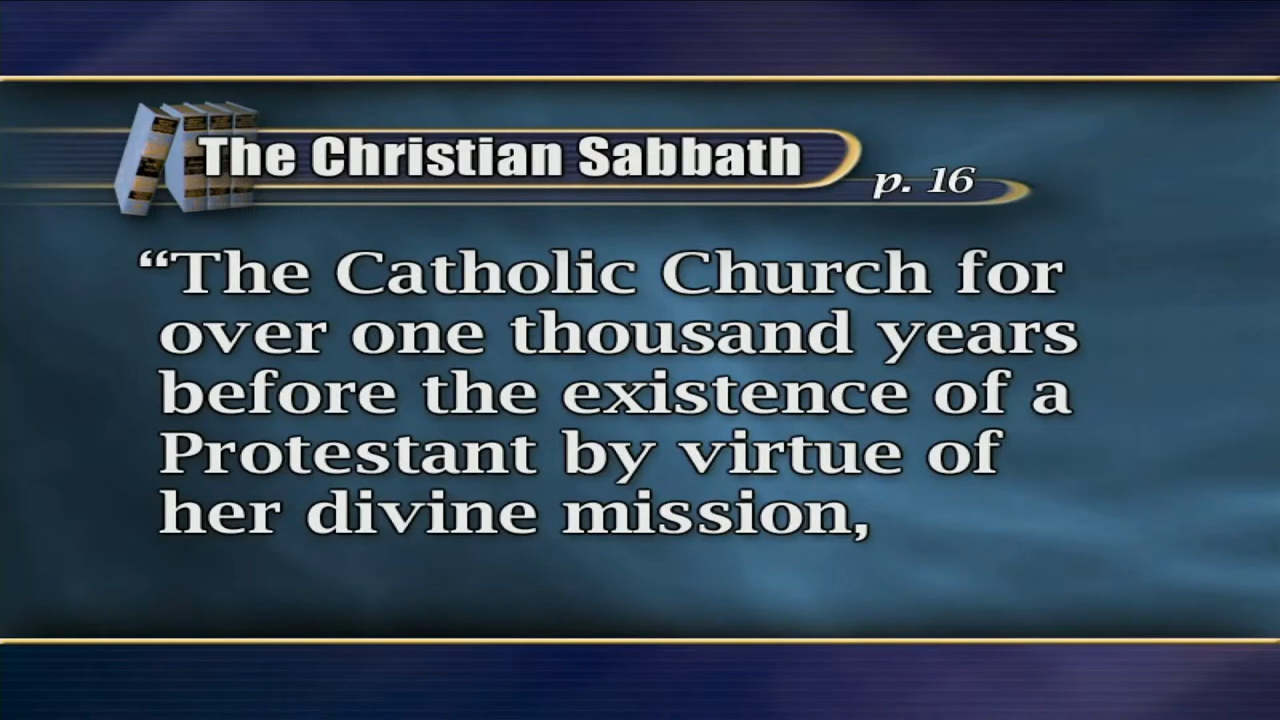 The Christian Sabbath
p. 16
“The Catholic Church for
over one thousand years
before the existence of a
Protestant by virtue of
her divine mission,